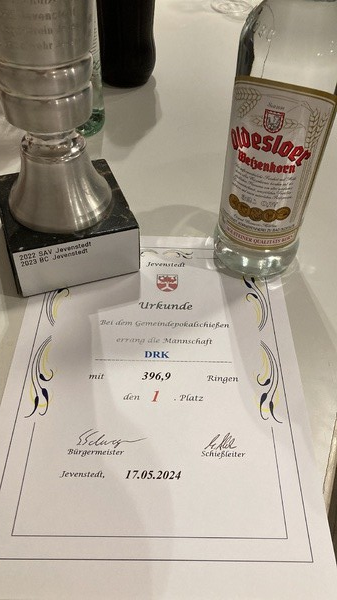 2022 SAV Jevenstedt
2023 BC Jevenstedt
Oldesloer
Weizenkorn
Jevenstedt
Urkunde
Bei dem Gemeindepokalschießen
errang die Mannschaft
DRK
mit 396,9 Ringen
den 1 . Platz
Bürgermeister Schießleiter
Jevenstedt, 17.05.2024